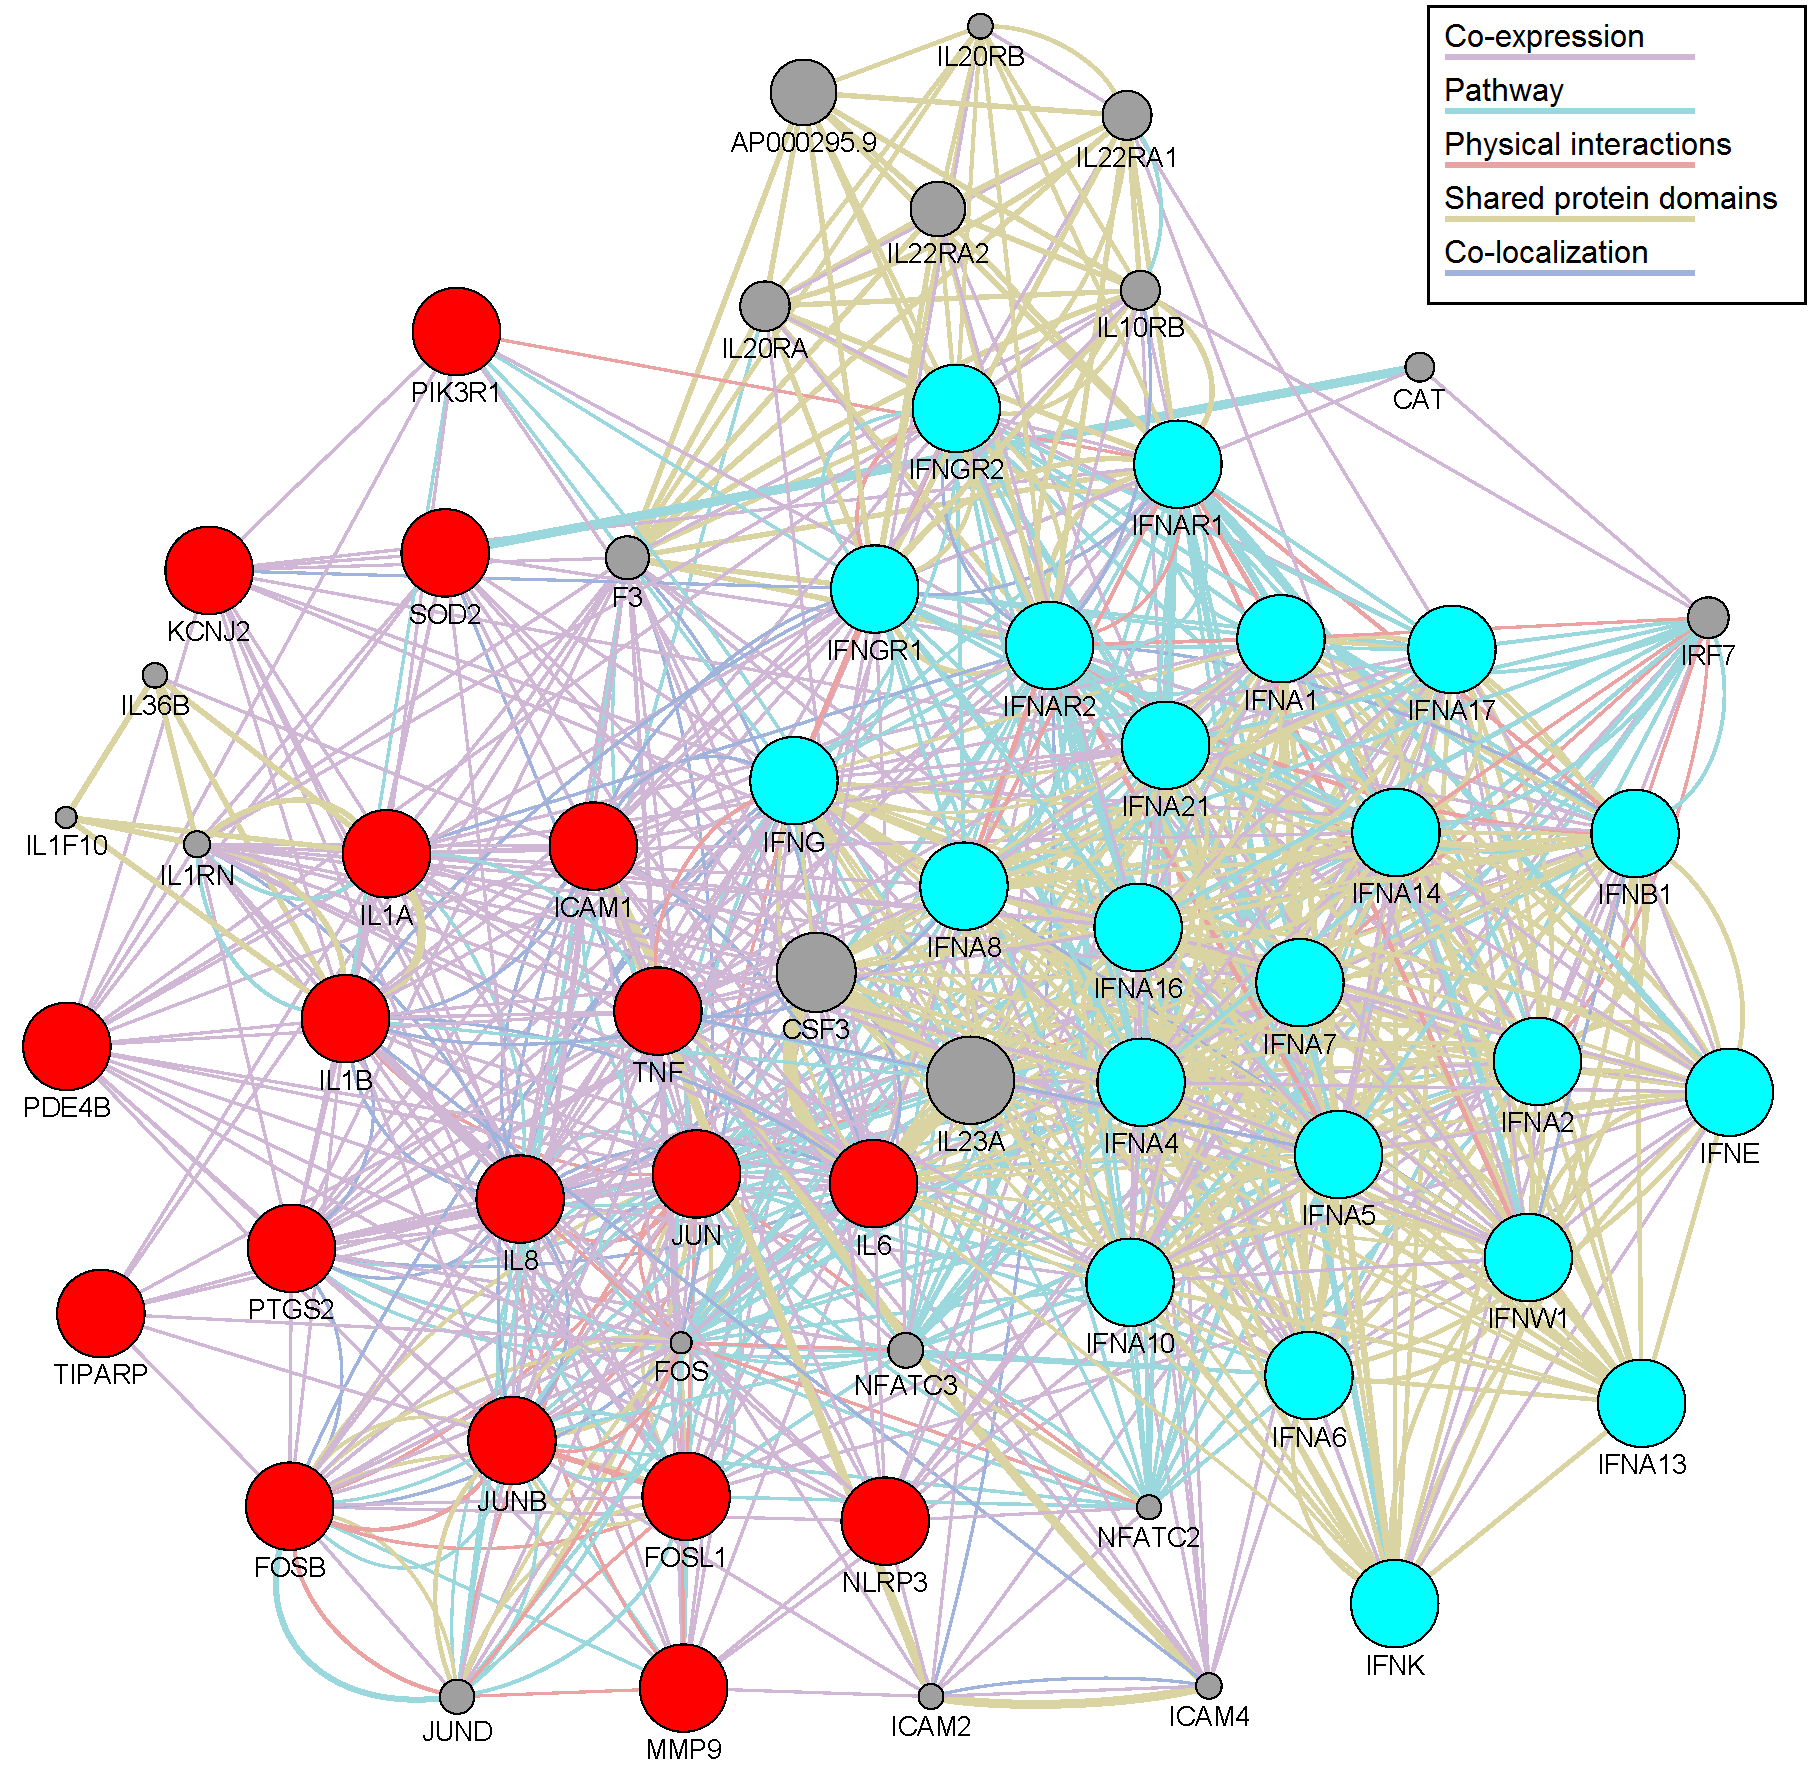 Co-expression
Pathway
Physical interactions
Shared protein domains
Co-localization
IL20RB
AP000295.9
IL22RA1
IL22RA2
IL20RA
IL10RB
PIK3R1
CAT
IFNGR2
IFNAR1
KCNJ2
SOD2
F3
IFNGR1
IFNAR2
IFNA1
IFNA17
IRF7
IL36B
IFNA21
IL1F10
IL1RN
IL1A
ICAM1
IFNG
IFNA8
IFNA14
IFNB1
IFNA16
CSF3
IFNA7
PDE4B
IL1B
TNF
IL23A
IFNA4
IFNA2
IFNE
IFNA5
PTGS2
IL8
JUN
IL6
IFNA10
IFNW1
TIPARP
FOS
NFATC3
IFNA6
IFNA13
FOSB
JUNB
FOSL1
NLRP3
NFATC2
IFNK
JUND
MMP9
ICAM2
ICAM4